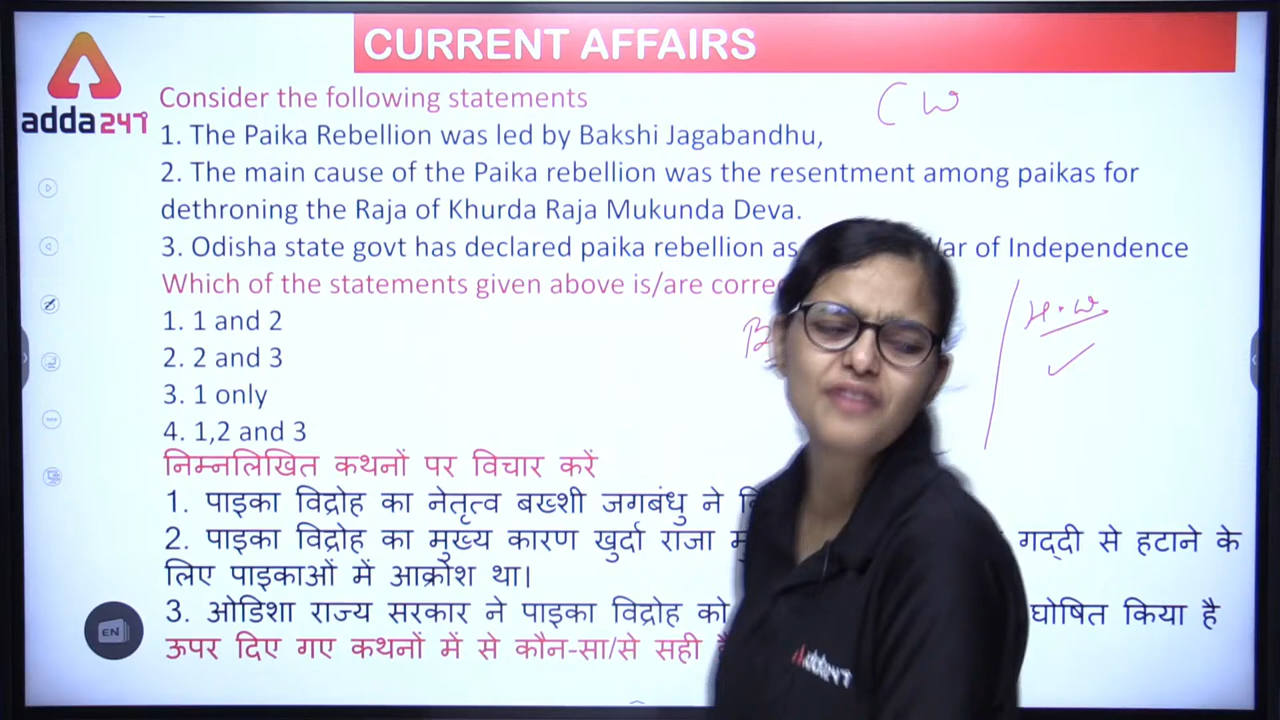 CURRENT AFFAIRS
adda247
Consider the following statements
C W
1. The Paika Rebellion was led by Bakshi Jagabandhu,
2. The main cause of the Paika rebellion was the resentment among paikas for
dethroning the Raja of Khurda Raja Mukunda Deva.
3. Odisha state govt has declared paika rebellion as War of Independence
Which of the statements given above is/are
H.W
1. 1 and 2
2. 2 and 3
3. 1 only
4. 1,2 and 3
निम्नलिखित कथनों पर विचार करें
1. पाइका विद्रोह का नेतृत्व बख्शी जगबंधु ने
2. पाइका विद्रोह का मुख्य कारण खुर्दा राजा गद्दी से हटाने के
लिए पाइकाओं में आक्रोश था।
3. ओडिशा राज्य सरकार ने पाइका विद्रोह को घोषित किया है
EN
ऊपर दिए गए कथनों में से कौन-सा/से सही
adda247